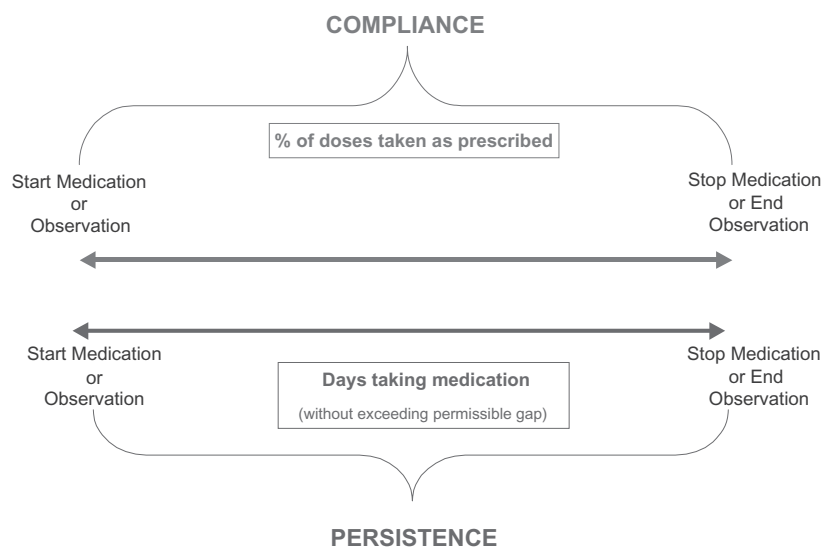 COMPLIANCE
% of doses taken as prescribed
Start Medication
or
Observation
Stop Medication
or End
Observation
Start Medication
or
Observation
Days taking medication
(without exceeding permissible gap)
Stop Medication
or End
Observation
PERSISTENCE